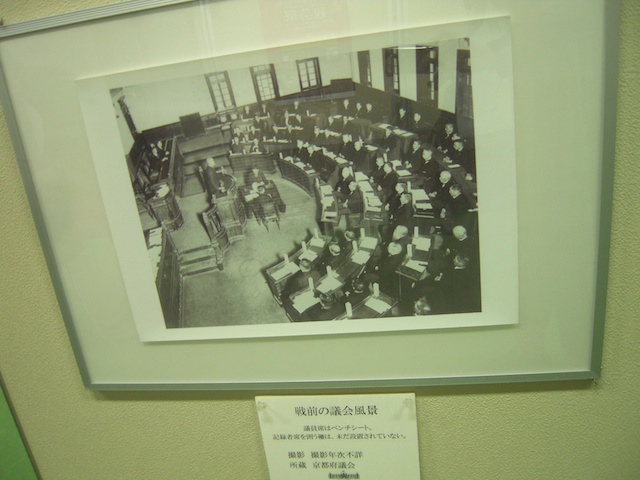 戦前の議会風景
議員席はベンチシート。
記録者席を囲う柵は、未だ設置されていない。
撮影 撮影年次不詳
所蔵 京都府議会